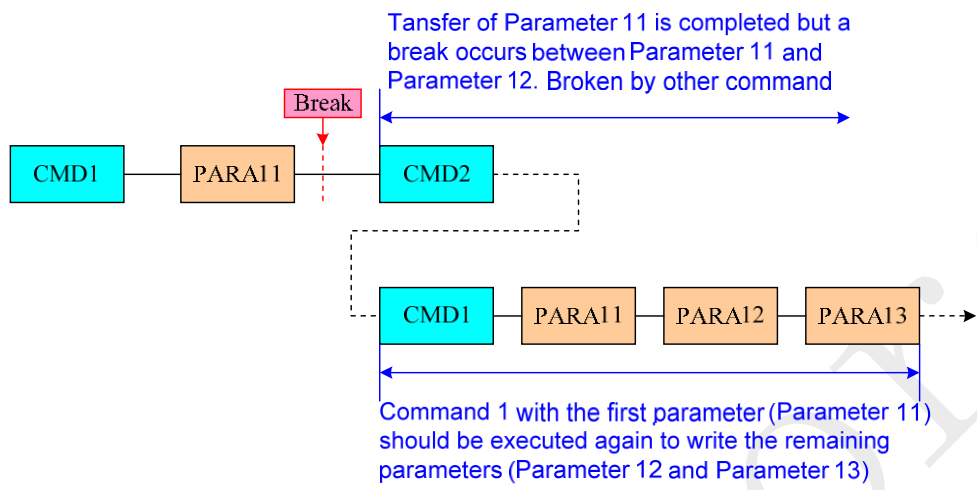 Tansfer of Parameter 11 is completed but a
break occurs between Parameter 11 and
Parameter 12. Broken by other command
Break
CMD1
PARA11
CMD2
CMD1
PARA11
PARA12
PARA13
Command 1 with the first parameter (Parameter 11)
should be executed again to write the remaining
parameters (Parameter 12 and Parameter 13)